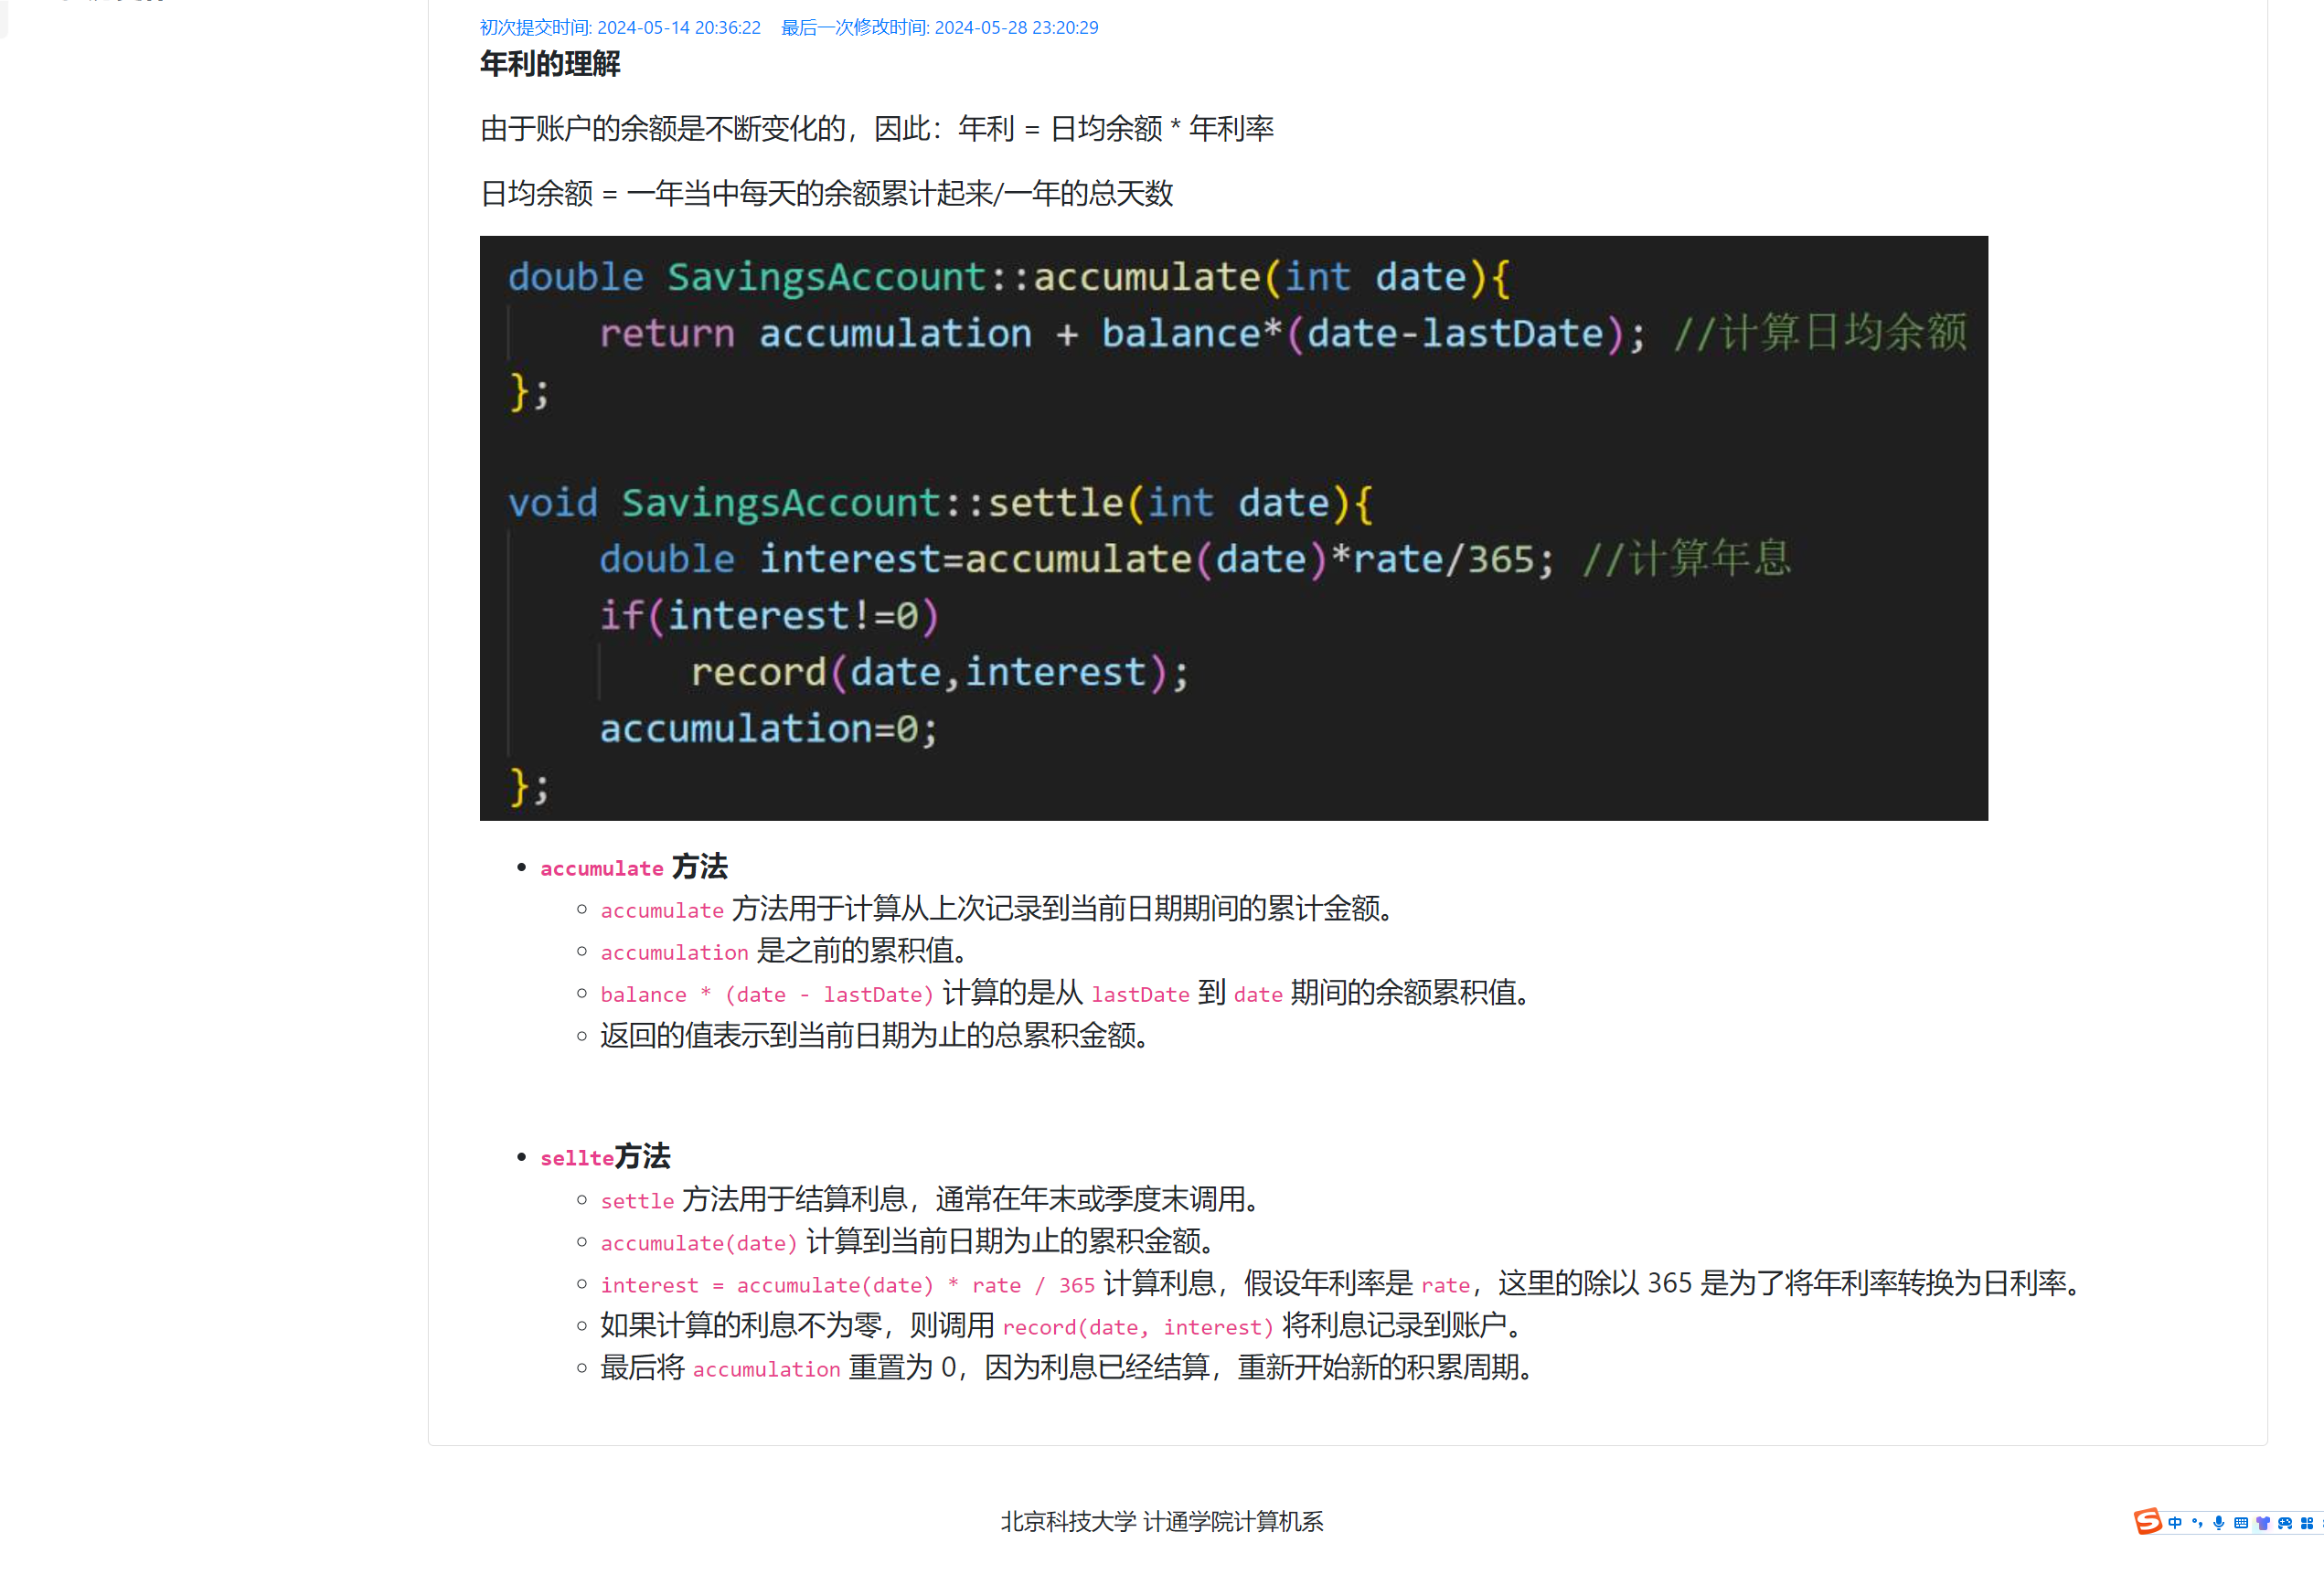 初次提交时间: 2024-05-14 20:36:22 最后一次修改时间: 2024-05-28 23:20:29
年利的理解
由于账户的余额是不断变化的，因此：年利 = 日均余额 * 年利率
日均余额 = 一年当中每天的余额累计起来/一年的总天数
double SavingsAccount::accumulate(int date){
return accumulation + balance*(date-lastDate); //计算日均余额
};
void SavingsAccount::settle(int date){
double interest=accumulate(date)*rate/365; //计算年息
if(interest!=0)
record(date,interest);
accumulation=0;
};
accumulate 方法
accumulate 方法用于计算从上次记录到当前日期期间的累计金额。
accumulation 是之前的累积值。
balance * (date - lastDate) 计算的是从 lastDate 到 date 期间的余额累积值。
返回的值表示到当前日期为止的总累积金额。
sellte方法
settle 方法用于结算利息，通常在年末或季度末调用。
accumulate(date) 计算到当前日期为止的累积金额。
interest = accumulate(date) * rate / 365 计算利息，假设年利率是 rate，这里的除以 365 是为了将年利率转换为日利率。
如果计算的利息不为零，则调用 record(date, interest) 将利息记录到账户。
最后将 accumulation 重置为 0，因为利息已经结算，重新开始新的积累周期。
北京科技大学 计通学院计算机系
中